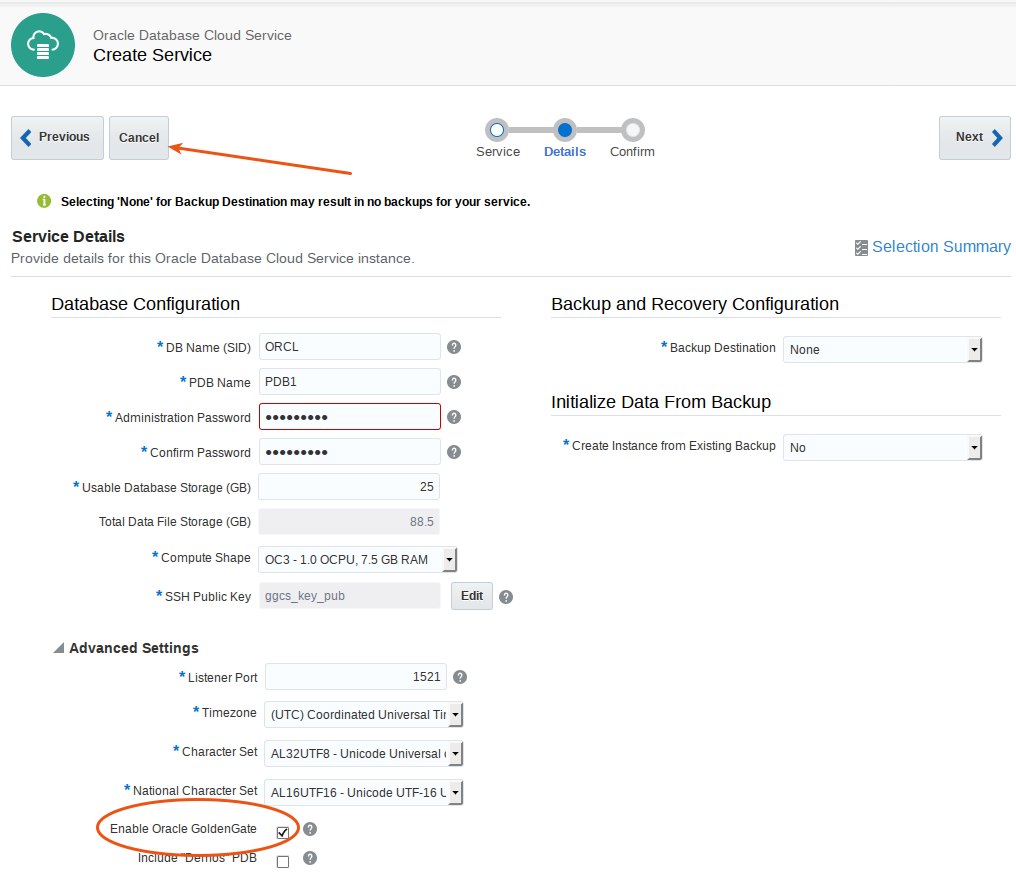 Oracle Database Cloud Service
Create Service
Previous
Cancel
Service
Details
Confirm
Next
Selecting 'None' for Backup Destination may result in no backups for your service.
Service Details
Selection Summary
Provide details for this Oracle Database Cloud Service instance.
Database Configuration
* DB Name (SID) ORCL
* PDB Name PDB1
* Administration Password •••••••••
* Confirm Password •••••••••
* Usable Database Storage (GB) 25
Total Data File Storage (GB) 88.5
* Compute Shape OC3 - 1.0 OCPU, 7.5 GB RAM
* SSH Public Key ggcs_key_pub Edit
Advanced Settings
* Listener Port 1521
* Timezone (UTC) Coordinated Universal Tir
* Character Set AL32UTF8 - Unicode Universal
* National Character Set AL16UTF16 - Unicode UTF-16 U
Enable Oracle GoldenGate
Include "Demos" PDB
Backup and Recovery Configuration
* Backup Destination None
Initialize Data From Backup
* Create Instance from Existing Backup No